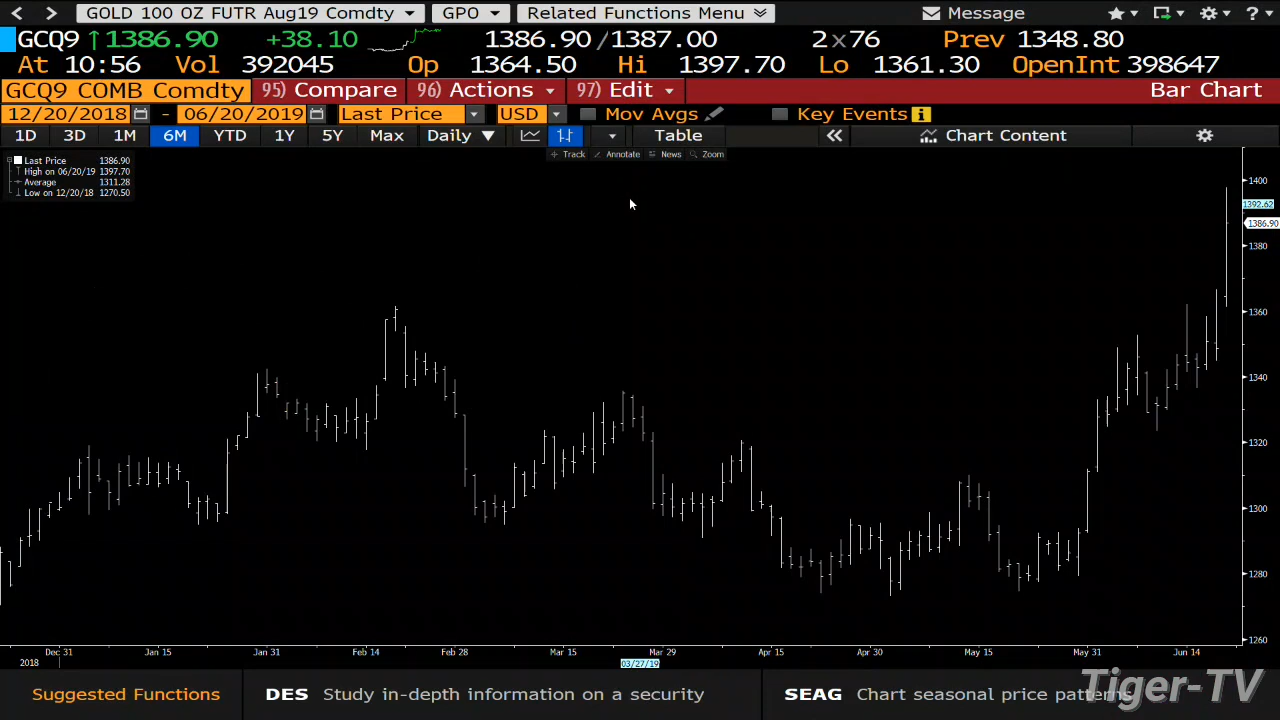 GOLD 100 OZ FUTR Aug19 Comdty GPO Related Functions Menu Message ?
GCQ9 ↑1386.90 +38.10 1386.90/1387.00 2x76 Prev 1348.80
At 10:56 Vol 392045 Op 1364.50 Hi 1397.70 Lo 1361.30 OpenInt 398647
GCQ9 COMB Comdty 95) Compare 96) Actions 97) Edit Bar Chart
12/20/2018 - 06/20/2019 Last Price USD Mov Avgs Key Events i
1D 3D 1M 6M YTD 1Y 5Y Max Daily ▼ Table « Chart Content
Track Annotate News Zoom
Last Price 1386.90
High on 06/20/19 1397.70
Average 1311.28
Low on 12/20/18 1270.50
1400
1392.62
1386.90
1380
1360
1340
1320
1300
1280
1260
Dec 31 Jan 15 Jan 31 Feb 14 Feb 28 Mar 15 Mar 29 Apr 15 Apr 30 May 15 May 31 Jun 14
2018 03/27/19
Suggested Functions DES Study in-depth information on a security SEAG Chart seasonal price patterns
Tiger-TV